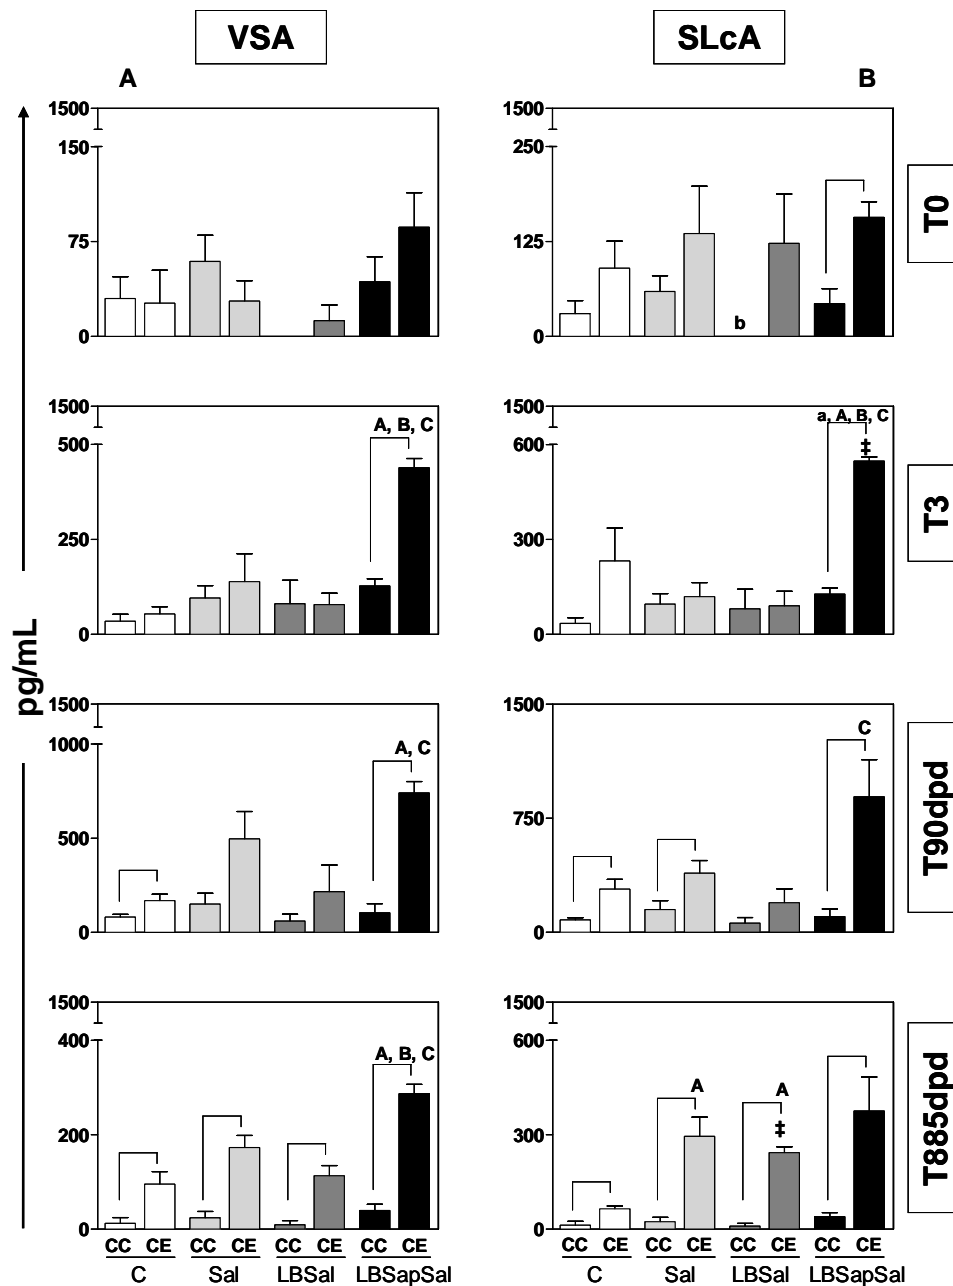 VSA SLcA
A B
1500 1500
150 250
75 125
b
0 0
T0
1500 1500
A, B, C a, A, B, C
500 600
‡
250 300
0 0
T3
pg/mL
1500 1500
1000
A, C C
500 750
0 0
T90dpd
1500 1500
400 600
A, B, C
A A
‡
200 300
0 0
T885dpd
CC CE CC CE CC CE CC CE CC CE CC CE CC CE CC CE
C Sal LBSal LBSapSal C Sal LBSal LBSapSal